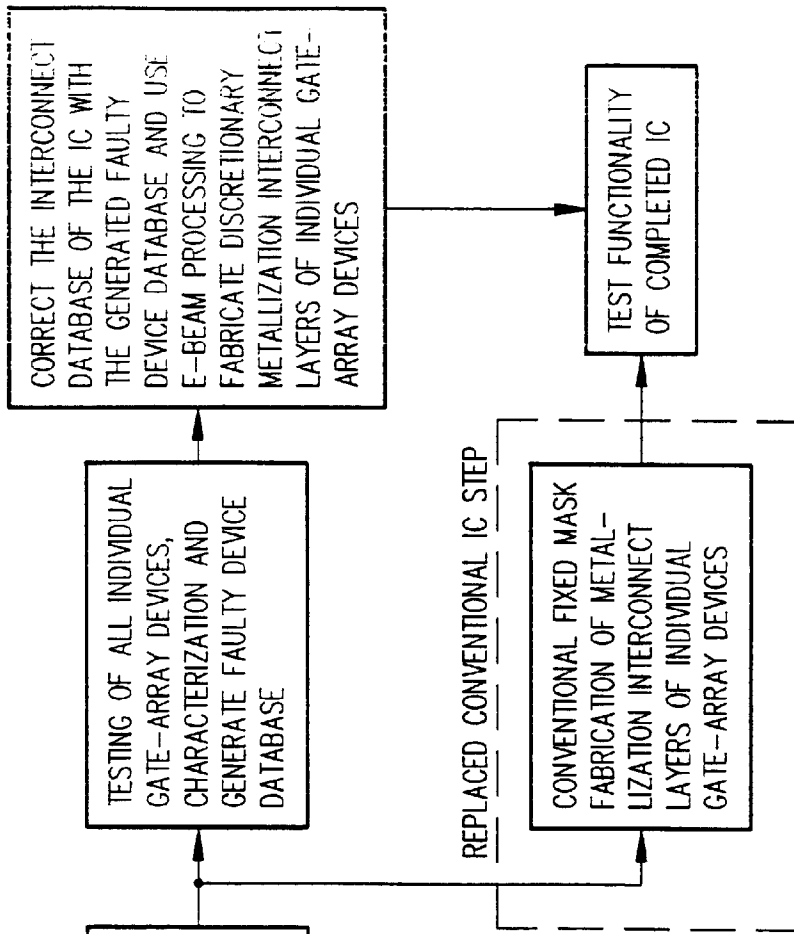 TESTING OF ALL INDIVIDUAL
GATE-ARRAY DEVICES,
CHARACTERIZATION AND
GENERATE FAULTY DEVICE
DATABASE
CORRECT THE INTERCONNECT
DATABASE OF THE IC WITH
THE GENERATED FAULTY
DEVICE DATABASE AND USE
E-BEAM PROCESSING TO
FABRICATE DISCRETIONARY
METALLIZATION INTERCONNECT
LAYERS OF INDIVIDUAL GATE-
ARRAY DEVICES
REPLACED CONVENTIONAL IC STEP
CONVENTIONAL FIXED MASK
FABRICATION OF METAL-
LIZATION INTERCONNECT
LAYERS OF INDIVIDUAL
GATE-ARRAY DEVICES
TEST FUNCTIONALITY
OF COMPLETED IC